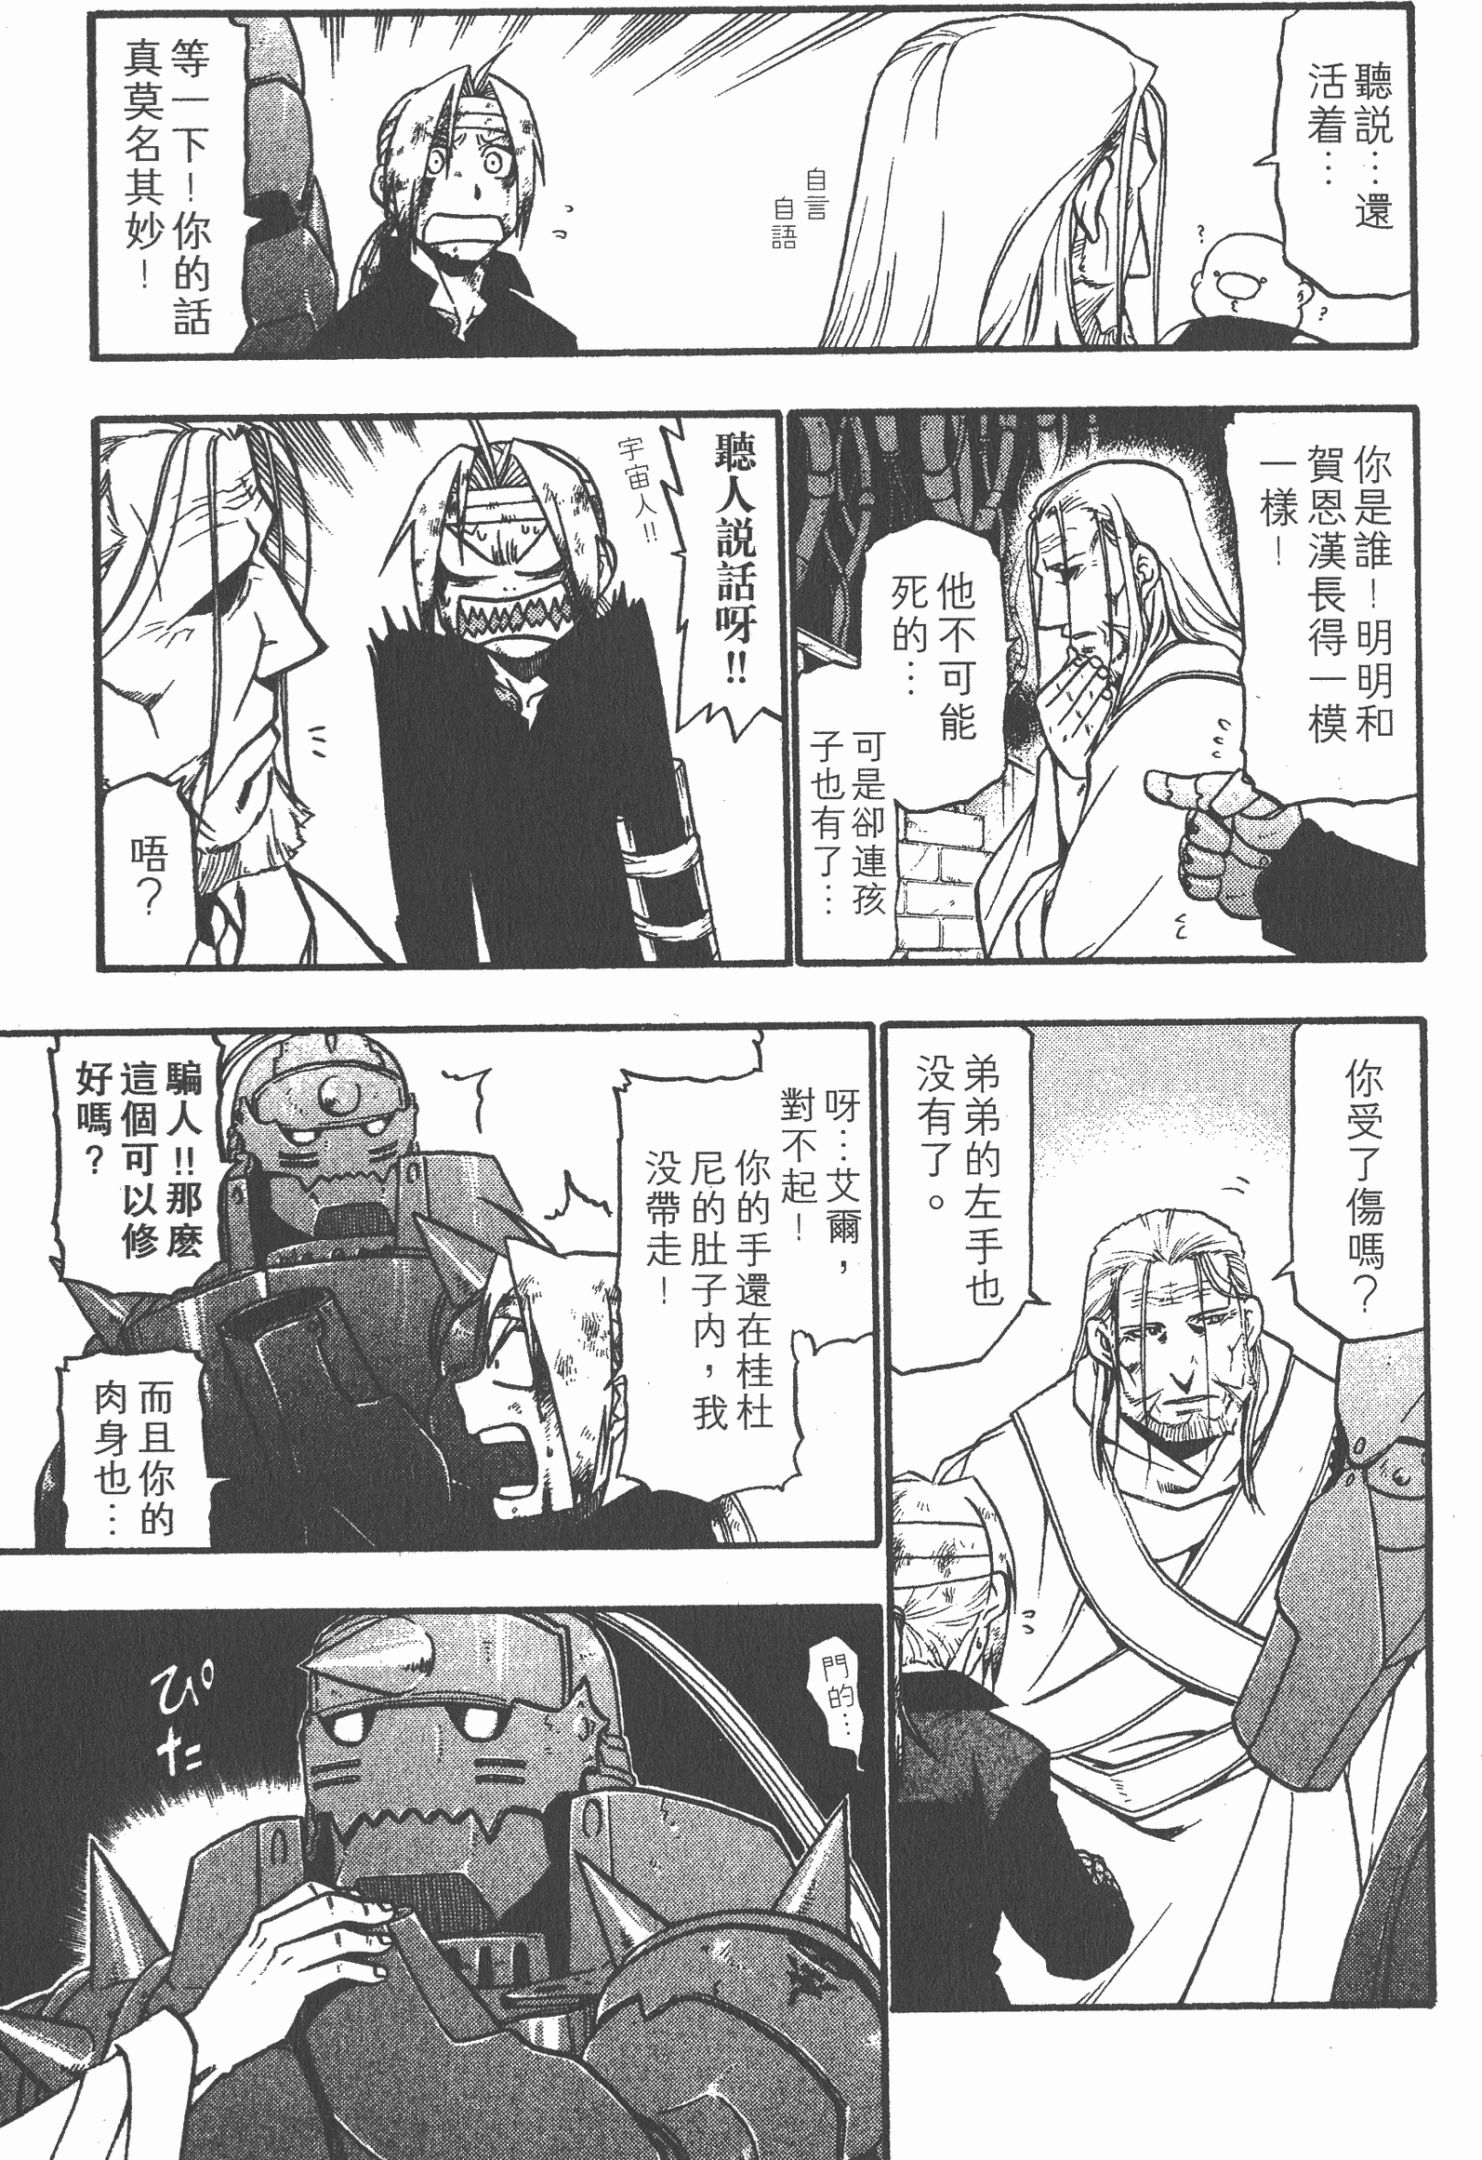 聽説…還
活着…
自言
自語
等一下！你的話
真莫名其妙！
你是誰！明明和
賀恩漢長得一模
一樣！
他不可能
死的…
可是卻連孩
子也有了…
聽人説話呀!!
宇宙人!!
唔？
你受了傷嗎？
弟弟的左手也
没有了。
呀…艾爾，
對不起！
你的手還在桂杜
尼的肚子内，我
没帶走！
騙人!!那麽
這個可以修
好嗎？
而且你的
肉身也…
門的…
ぴた